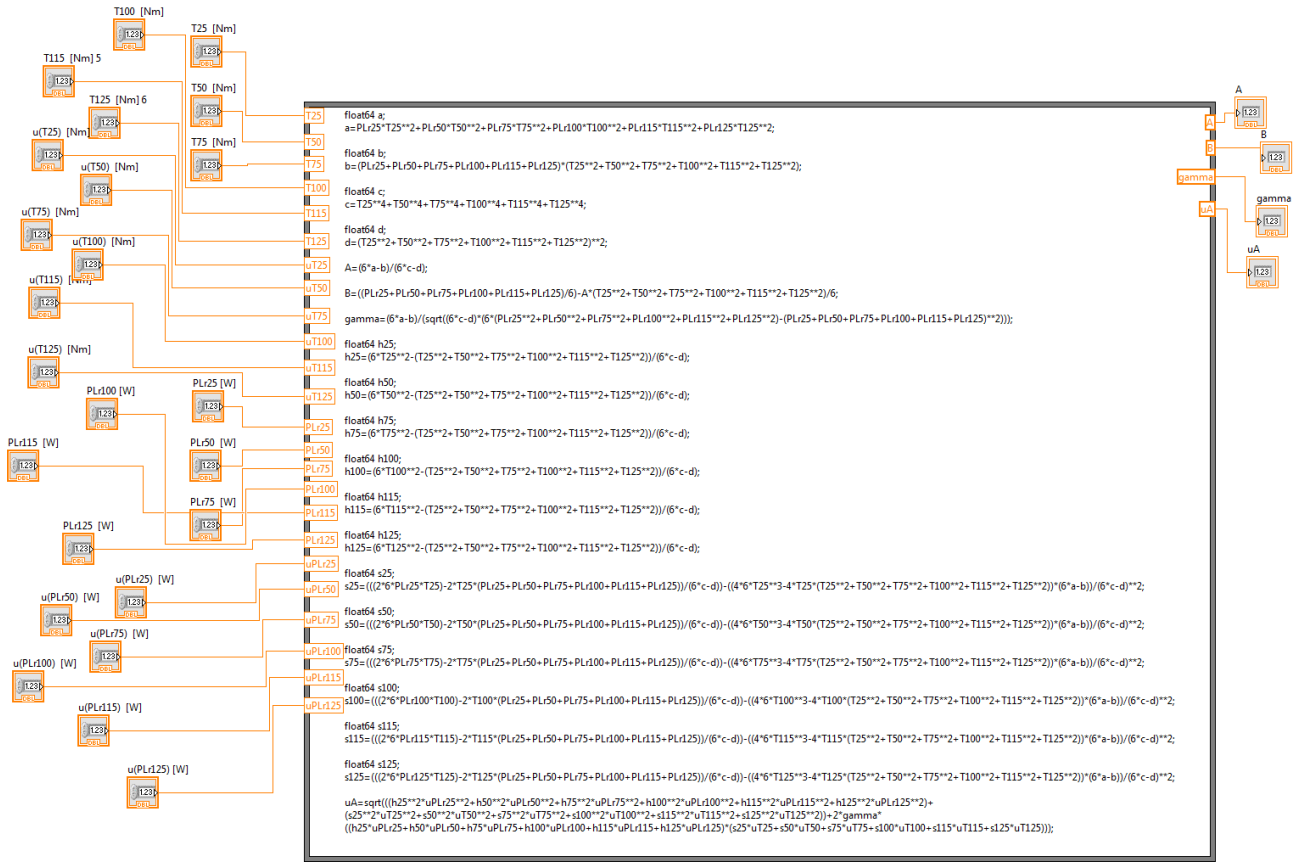 T100 [Nm]
T25 [Nm]
T115 [Nm] 5
T50 [Nm]
T125 [Nm] 6
u(T25) [Nm]
T75 [Nm]
u(T50) [Nm]
u(T75) [Nm]
u(T100) [Nm]
u(T115) [Nm]
u(T125) [Nm]
PLr25 [W]
PLr100 [W]
PLr115 [W]
PLr50 [W]
PLr75 [W]
PLr125 [W]
u(PLr25) [W]
u(PLr50) [W]
u(PLr75) [W]
u(PLr100) [W]
u(PLr115) [W]
u(PLr125) [W]
1.23
DBL
T25
T50
T75
T100
T115
T125
uT25
uT50
uT75
uT100
uT115
uT125
PLr25
PLr50
PLr75
PLr100
PLr115
PLr125
uPLr25
uPLr50
uPLr75
uPLr100
uPLr115
uPLr125
float64 a;
a=PLr25*T25**2+PLr50*T50**2+PLr75*T75**2+PLr100*T100**2+PLr115*T115**2+PLr125*T125**2;
float64 b;
b=(PLr25+PLr50+PLr75+PLr100+PLr115+PLr125)*(T25**2+T50**2+T75**2+T100**2+T115**2+T125**2);
float64 c;
c=T25**4+T50**4+T75**4+T100**4+T115**4+T125**4;
float64 d;
d=(T25**2+T50**2+T75**2+T100**2+T115**2+T125**2)**2;
A=(6*a-b)/(6*c-d);
B=((PLr25+PLr50+PLr75+PLr100+PLr115+PLr125)/6)-A*(T25**2+T50**2+T75**2+T100**2+T115**2+T125**2)/6;
gamma=(6*a-b)/(sqrt((6*c-d)*(6*(PLr25**2+PLr50**2+PLr75**2+PLr100**2+PLr115**2+PLr125**2)-(PLr25+PLr50+PLr75+PLr100+PLr115+PLr125)**2)));
float64 h25;
h25=(6*T25**2-(T25**2+T50**2+T75**2+T100**2+T115**2+T125**2))/(6*c-d);
float64 h50;
h50=(6*T50**2-(T25**2+T50**2+T75**2+T100**2+T115**2+T125**2))/(6*c-d);
float64 h75;
h75=(6*T75**2-(T25**2+T50**2+T75**2+T100**2+T115**2+T125**2))/(6*c-d);
float64 h100;
h100=(6*T100**2-(T25**2+T50**2+T75**2+T100**2+T115**2+T125**2))/(6*c-d);
float64 h115;
h115=(6*T115**2-(T25**2+T50**2+T75**2+T100**2+T115**2+T125**2))/(6*c-d);
float64 h125;
h125=(6*T125**2-(T25**2+T50**2+T75**2+T100**2+T115**2+T125**2))/(6*c-d);
float64 s25;
s25=(((2*6*PLr25*T25)-2*T25*(PLr25+PLr50+PLr75+PLr100+PLr115+PLr125))/(6*c-d))-((4*6*T25**3-4*T25*(T25**2+T50**2+T75**2+T100**2+T115**2+T125**2))*(6*a-b))/(6*c-d)**2;
float64 s50;
s50=(((2*6*PLr50*T50)-2*T50*(PLr25+PLr50+PLr75+PLr100+PLr115+PLr125))/(6*c-d))-((4*6*T50**3-4*T50*(T25**2+T50**2+T75**2+T100**2+T115**2+T125**2))*(6*a-b))/(6*c-d)**2;
float64 s75;
s75=(((2*6*PLr75*T75)-2*T75*(PLr25+PLr50+PLr75+PLr100+PLr115+PLr125))/(6*c-d))-((4*6*T75**3-4*T75*(T25**2+T50**2+T75**2+T100**2+T115**2+T125**2))*(6*a-b))/(6*c-d)**2;
float64 s100;
s100=(((2*6*PLr100*T100)-2*T100*(PLr25+PLr50+PLr75+PLr100+PLr115+PLr125))/(6*c-d))-((4*6*T100**3-4*T100*(T25**2+T50**2+T75**2+T100**2+T115**2+T125**2))*(6*a-b))/(6*c-d)**2;
float64 s115;
s115=(((2*6*PLr115*T115)-2*T115*(PLr25+PLr50+PLr75+PLr100+PLr115+PLr125))/(6*c-d))-((4*6*T115**3-4*T115*(T25**2+T50**2+T75**2+T100**2+T115**2+T125**2))*(6*a-b))/(6*c-d)**2;
float64 s125;
s125=(((2*6*PLr125*T125)-2*T125*(PLr25+PLr50+PLr75+PLr100+PLr115+PLr125))/(6*c-d))-((4*6*T125**3-4*T125*(T25**2+T50**2+T75**2+T100**2+T115**2+T125**2))*(6*a-b))/(6*c-d)**2;
uA=sqrt(((h25**2*uPLr25**2+h50**2*uPLr50**2+h75**2*uPLr75**2+h100**2*uPLr100**2+h115**2*uPLr115**2+h125**2*uPLr125**2)+
(s25**2*uT25**2+s50**2*uT50**2+s75**2*uT75**2+s100**2*uT100**2+s115**2*uT115**2+s125**2*uT125**2))+2*gamma*
((h25*uPLr25+h50*uPLr50+h75*uPLr75+h100*uPLr100+h115*uPLr115+h125*uPLr125)*(s25*uT25+s50*uT50+s75*uT75+s100*uT100+s115*uT115+s125*uT125)));
A
B
gamma
uA
A
B
gamma
uA